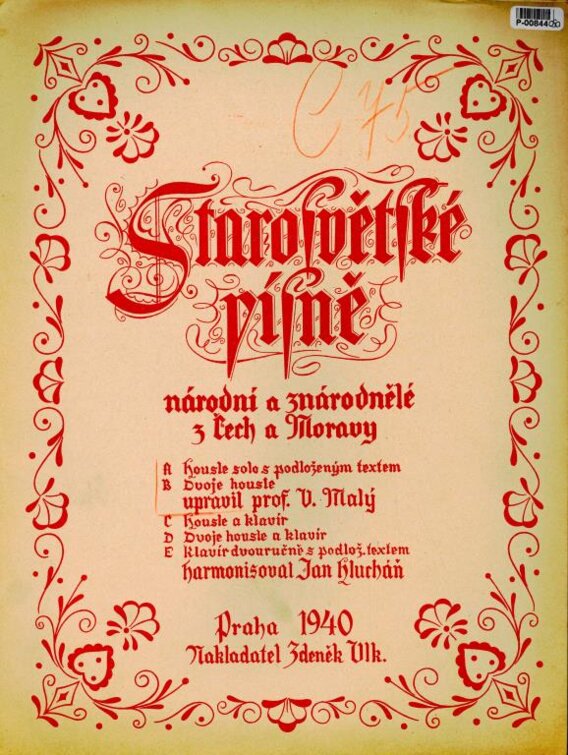 P-00844/20
C 75
Starosvětské
písně
národní a znárodnělé
z Čech a Moravy
A Housle solo s podloženým textem
B Dvoje housle
upravil prof. V. Malý
C Housle a klavír
D Dvoje housle a klavír
E Klavír dvouručně s podlož. textem
harmonisoval Jan Hlucháň
Praha 1940
Nakladatel Zdeněk Vlk.